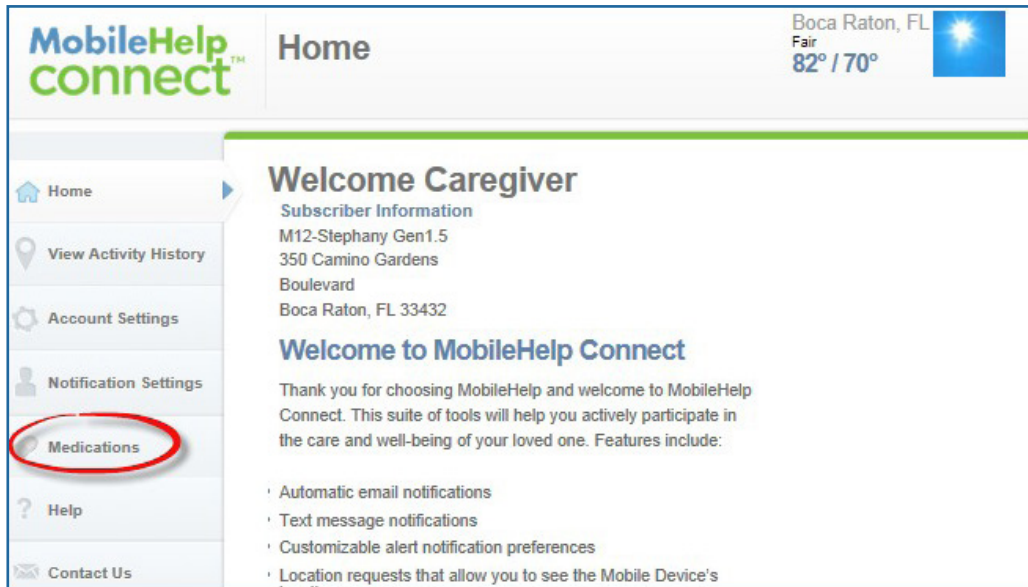 MobileHelp™
connect
Home
Boca Raton, FL
Fair
82° / 70°
Home
View Activity History
Account Settings
Notification Settings
Medications
Help
Contact Us
Welcome Caregiver
Subscriber Information
M12-Stephany Gen1.5
350 Camino Gardens
Boulevard
Boca Raton, FL 33432
Welcome to MobileHelp Connect
Thank you for choosing MobileHelp and welcome to MobileHelp
Connect. This suite of tools will help you actively participate in
the care and well-being of your loved one. Features include:
· Automatic email notifications
· Text message notifications
· Customizable alert notification preferences
· Location requests that allow you to see the Mobile Device's